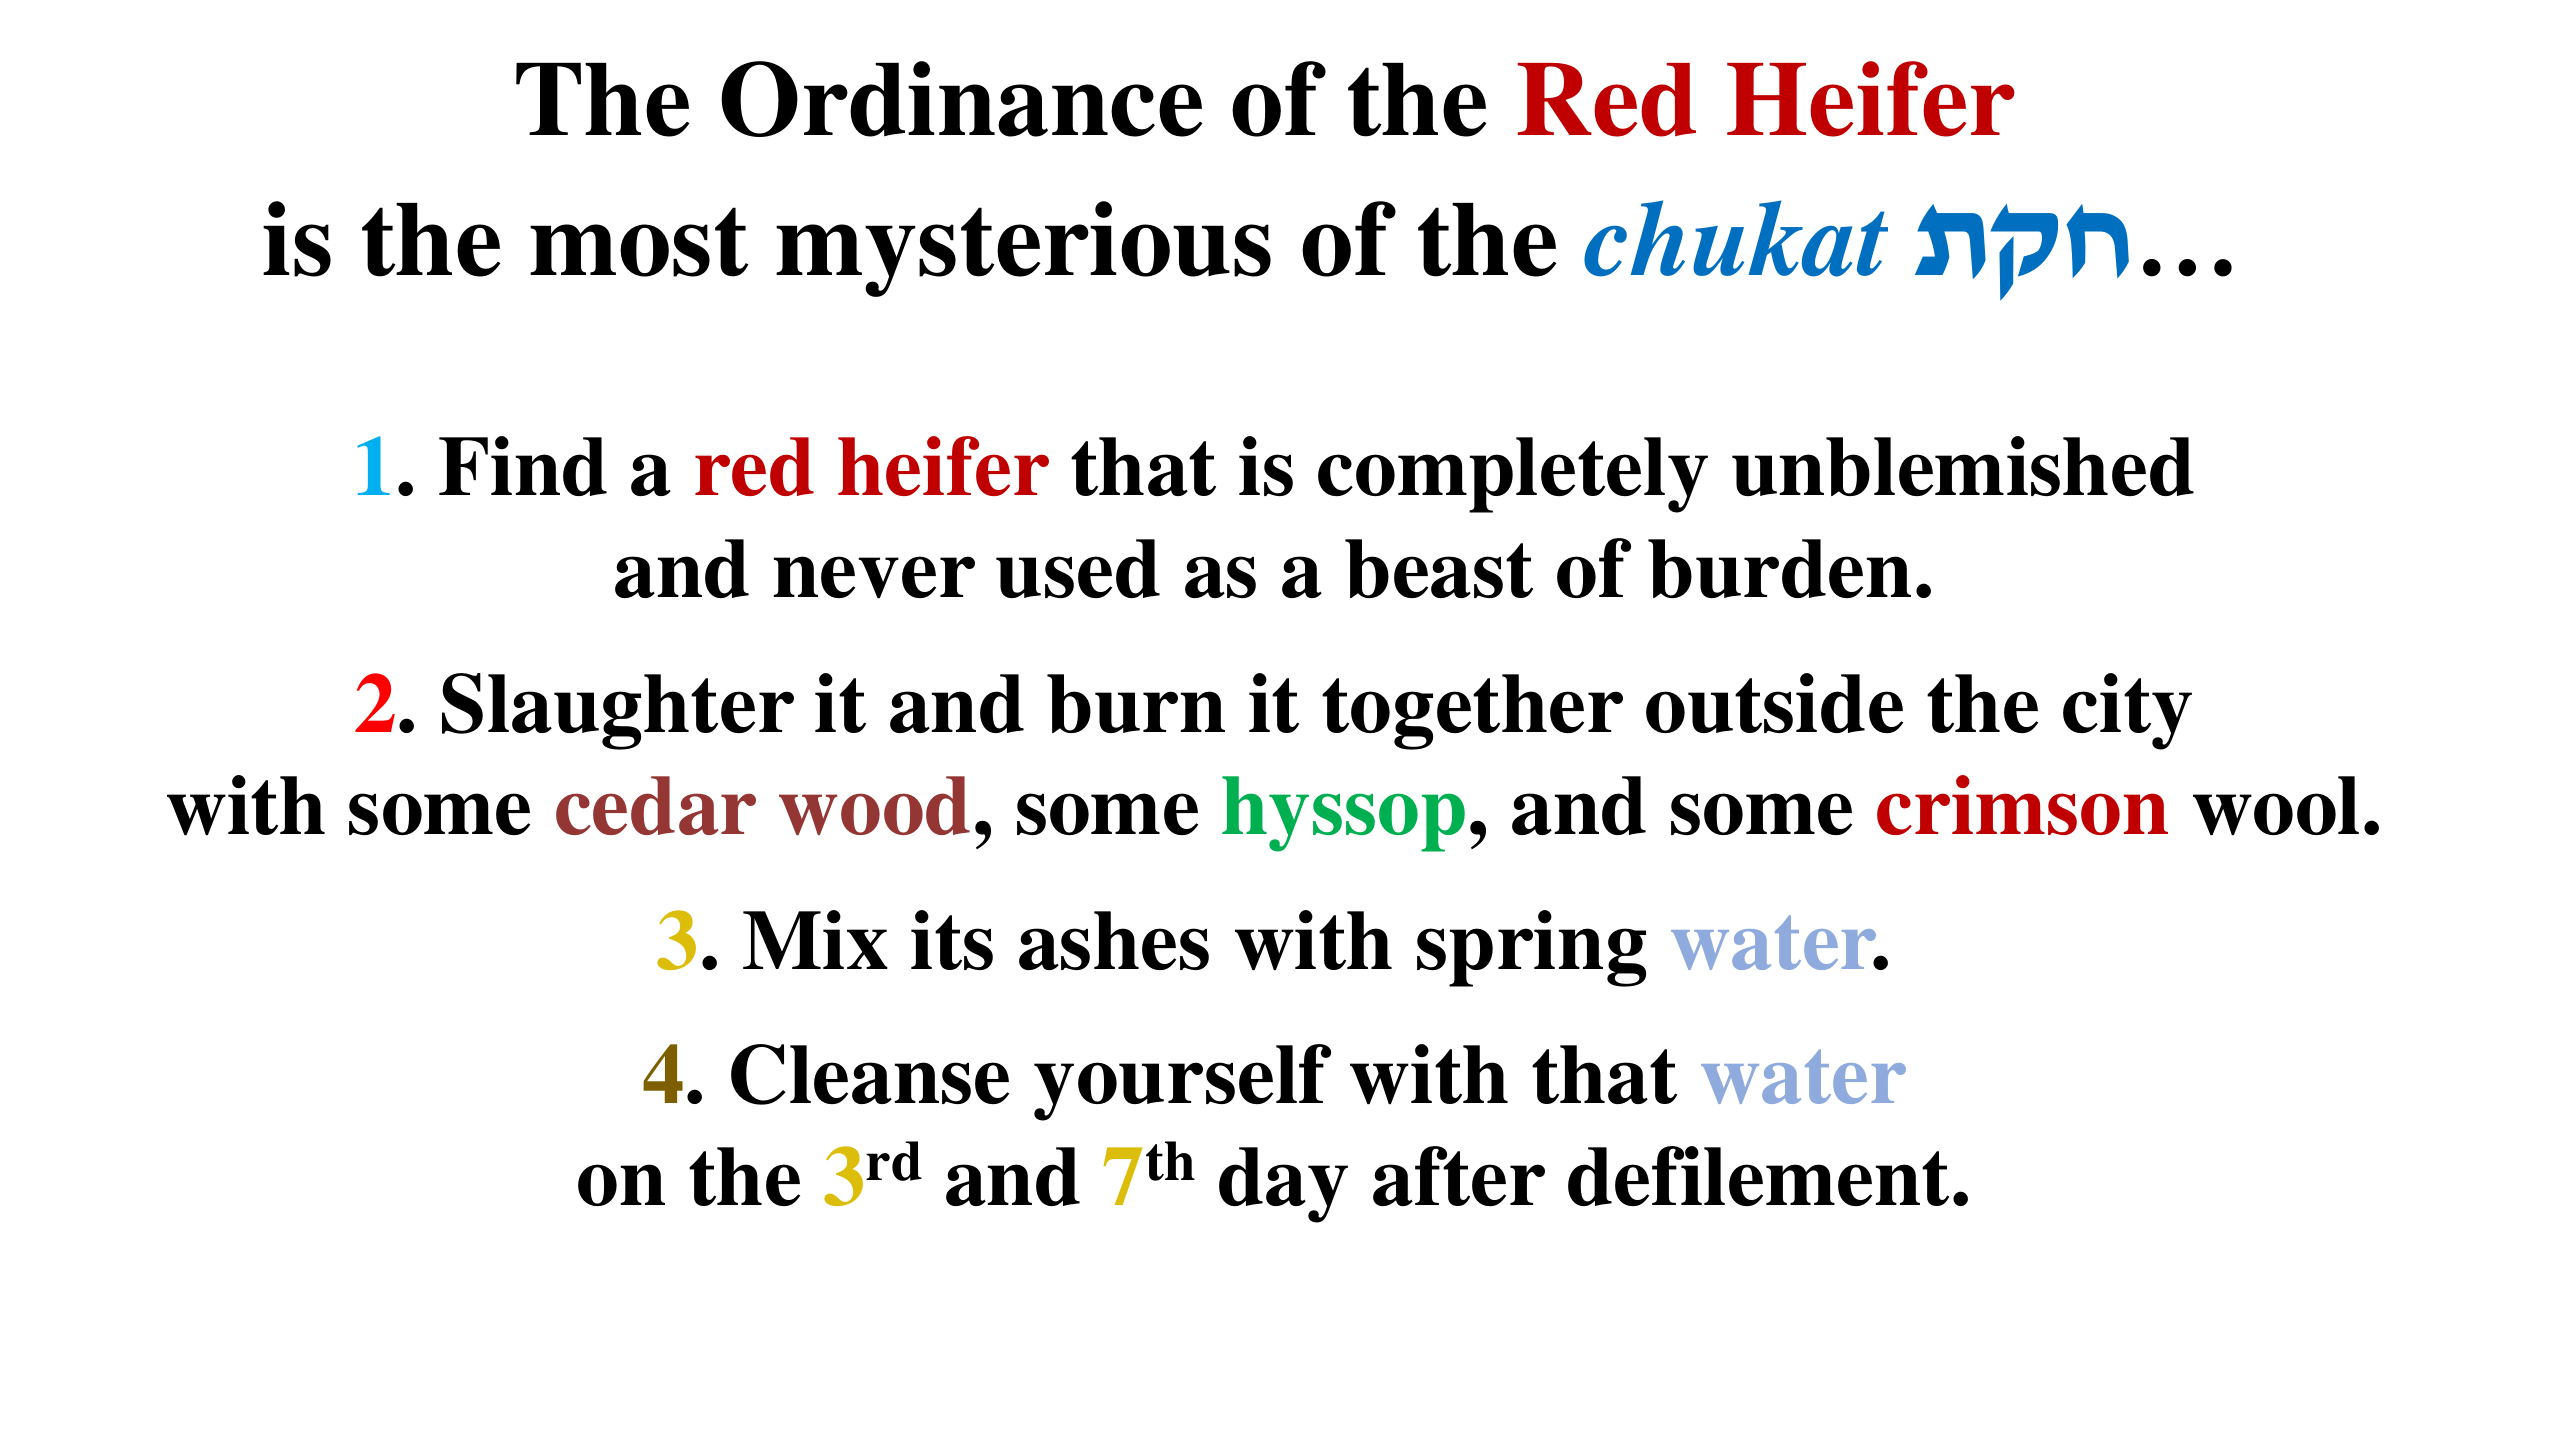 The Ordinance of the Red Heifer
is the most mysterious of the chukat חקת…
1. Find a red heifer that is completely unblemished
and never used as a beast of burden.
2. Slaughter it and burn it together outside the city
with some cedar wood, some hyssop, and some crimson wool.
3. Mix its ashes with spring water.
4. Cleanse yourself with that water
on the 3rd and 7th day after defilement.